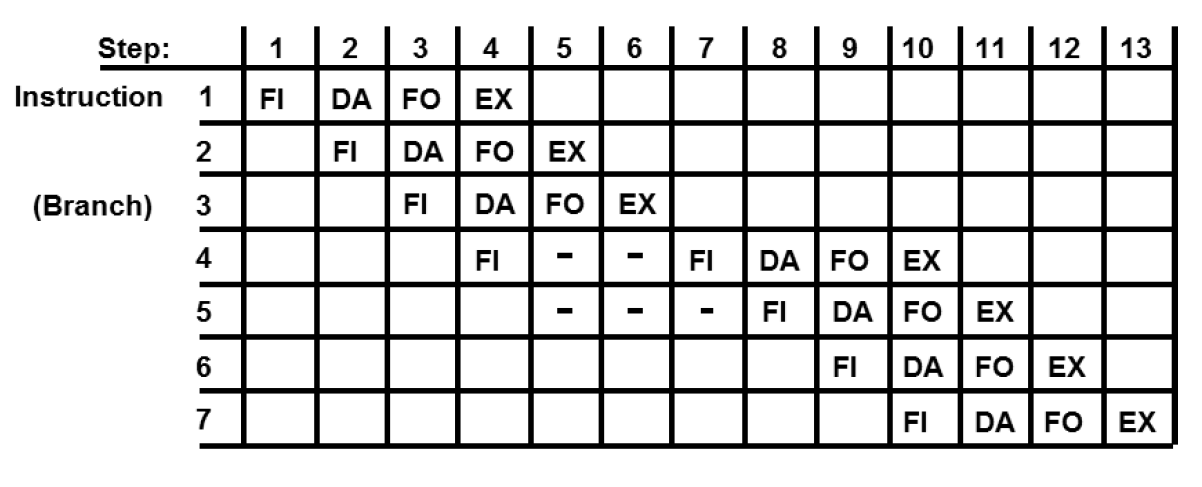 Step: 1 2 3 4 5 6 7 8 9 10 11 12 13
Instruction 1 FI DA FO EX
2 FI DA FO EX
(Branch) 3 FI DA FO EX
4 FI - - FI DA FO EX
5 - - - FI DA FO EX
6 FI DA FO EX
7 FI DA FO EX